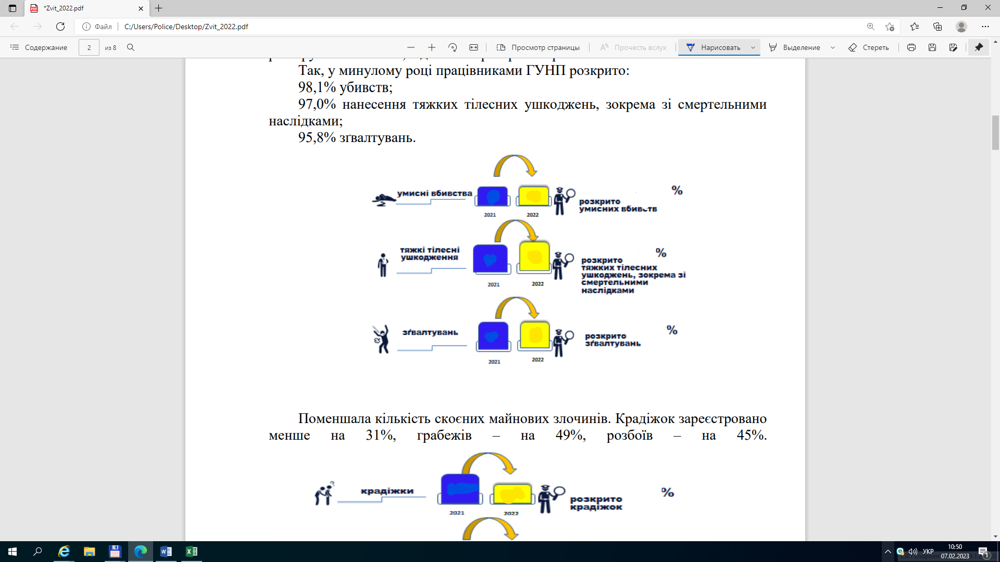 *Zvit_2022.pdf
Файл
C:/Users/Police/Desktop/Zvit_2022.pdf
Содержание
2
из 8
Просмотр страницы
Прочесть вслух
Нарисовать
Выделение
Стереть
Так, у минулому році працівниками ГУНП розкрито:
98,1% убивств;
97,0% нанесення тяжких тілесних ушкоджень, зокрема зі смертельними
наслідками;
95,8% зґвалтувань.
умисні вбивства
2021
2022
розкрито
умисних вбивств
%
тяжкі тілесні
ушкодження
2021
2022
розкрито
тяжких тілесних
ушкоджень, зокрема зі
смертельними
наслідками
%
зґвалтувань
2021
2022
розкрито
зґвалтувань
%
Поменшала кількість скоєних майнових злочинів. Крадіжок зареєстровано
менше на 31%, грабежів – на 49%, розбоїв – на 45%.
крадіжки
2021
2022
розкрито
крадіжок
%
УКР
10:50
07.02.2023
1